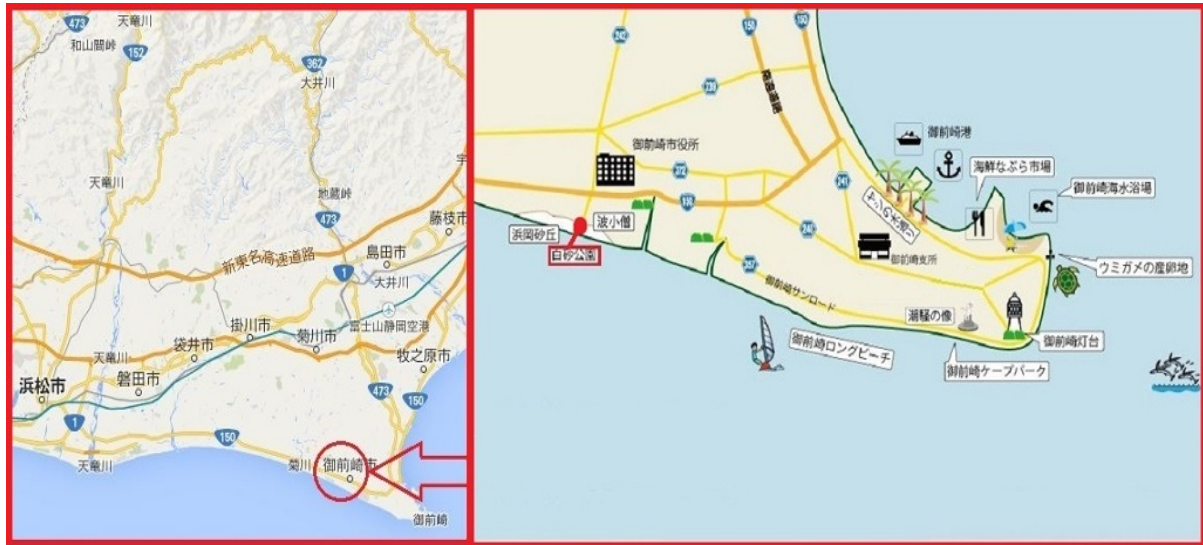 473
天竜川
和山間峠
152
362
大井川
天竜川
地蔵峠
473
藤枝市
新東名高速道路
島田市
1
大井川
富士山静岡空港
掛川市
菊川市
袋井市
天竜川
牧之原市
磐田市
浜松市
473
150
1
150
天竜川
菊川
御前崎市
御前崎
242
150
150
230
御前崎市役所
272
241
150
240
357
浜岡砂丘
波小僧
白砂公園
御前崎港
海鮮なぶら市場
御前崎海水浴場
御前崎支所
ウミガメの産卵地
御前崎サンロード
潮騒の像
御前崎灯台
御前崎ロングビーチ
御前崎ケープパーク